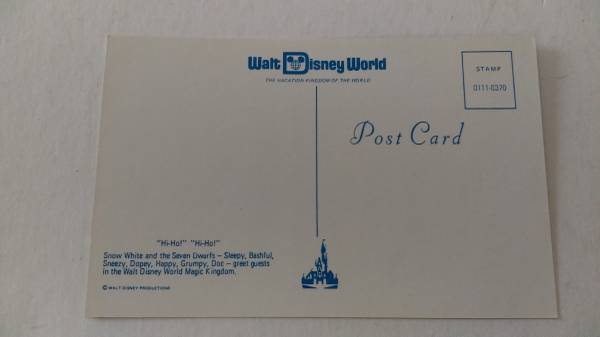 Walt Disney World
THE VACATION KINGDOM OF THE WORLD
STAMP
0111-0370
Post Card
"Hi-Ho!" "Hi-Ho!"
Snow White and the Seven Dwarfs – Sleepy, Bashful,
Sneezy, Dopey, Happy, Grumpy, Doc – greet guests
in the Walt Disney World Magic Kingdom.
© WALT DISNEY PRODUCTIONS